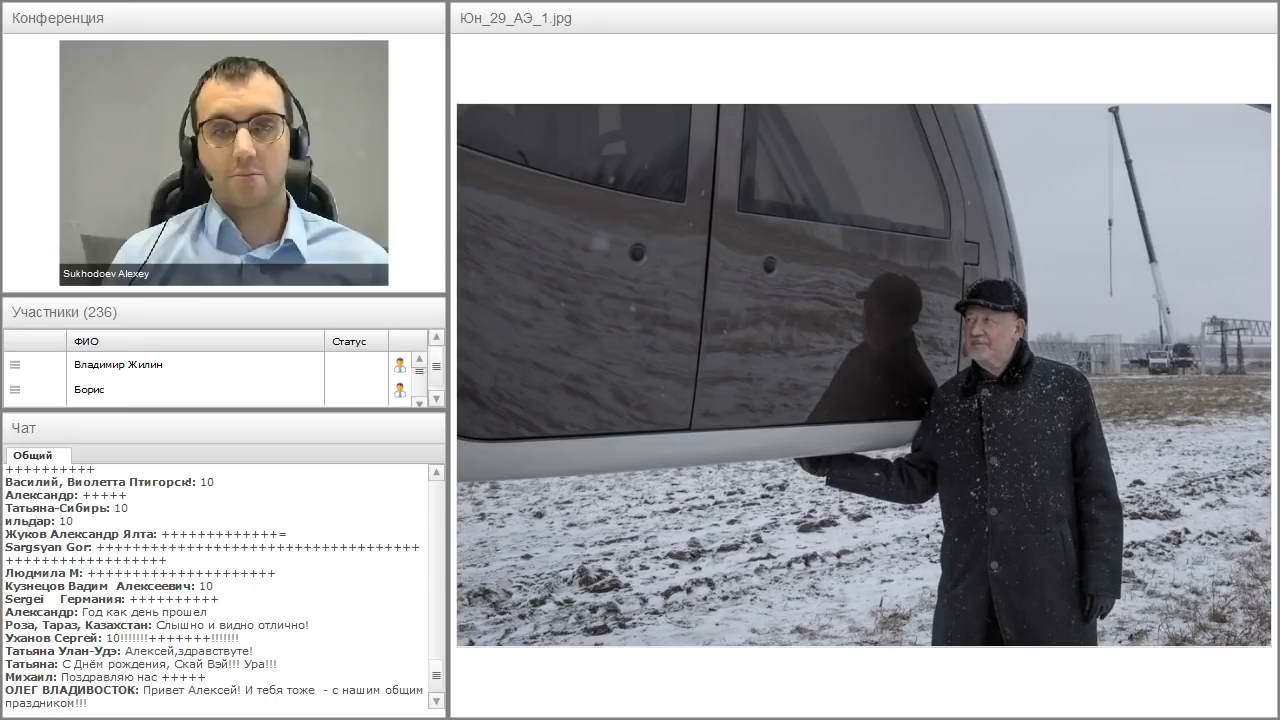 Конференция
Sukhodoev Alexey
Участники (236)
ФИО
Статус
Владимир Жилин
Борис
Чат
Общий
++++++++++
Василий, Виолетта Птигорск!: 10
Александр: +++++
Татьяна-Сибирь: 10
ильдар: 10
Жуков Александр Ялта: +++++++++++++=
Sargsyan Gor: +++++++++++++++++++++++++++++++++++
++++++++++++++++++
Людмила М: ++++++++++++++++++++
Кузнецов Вадим Алексеевич: 10
Sergei Германия: ++++++++++
Александр: Год как день прошел
Роза, Тараз, Казахстан: Слышно и видно отлично!
Уханов Сергей: 10!!!!!!!+++++++!!!!!!!
Татьяна Улан-Удэ: Алексей,здравствуте!
Татьяна: С Днём рождения, Скай Вэй!!! Ура!!!
Михаил: Поздравляю нас +++++
ОЛЕГ ВЛАДИВОСТОК: Привет Алексей! И тебя тоже - с нашим общим
праздником!!!
Юн_29_АЭ_1.jpg